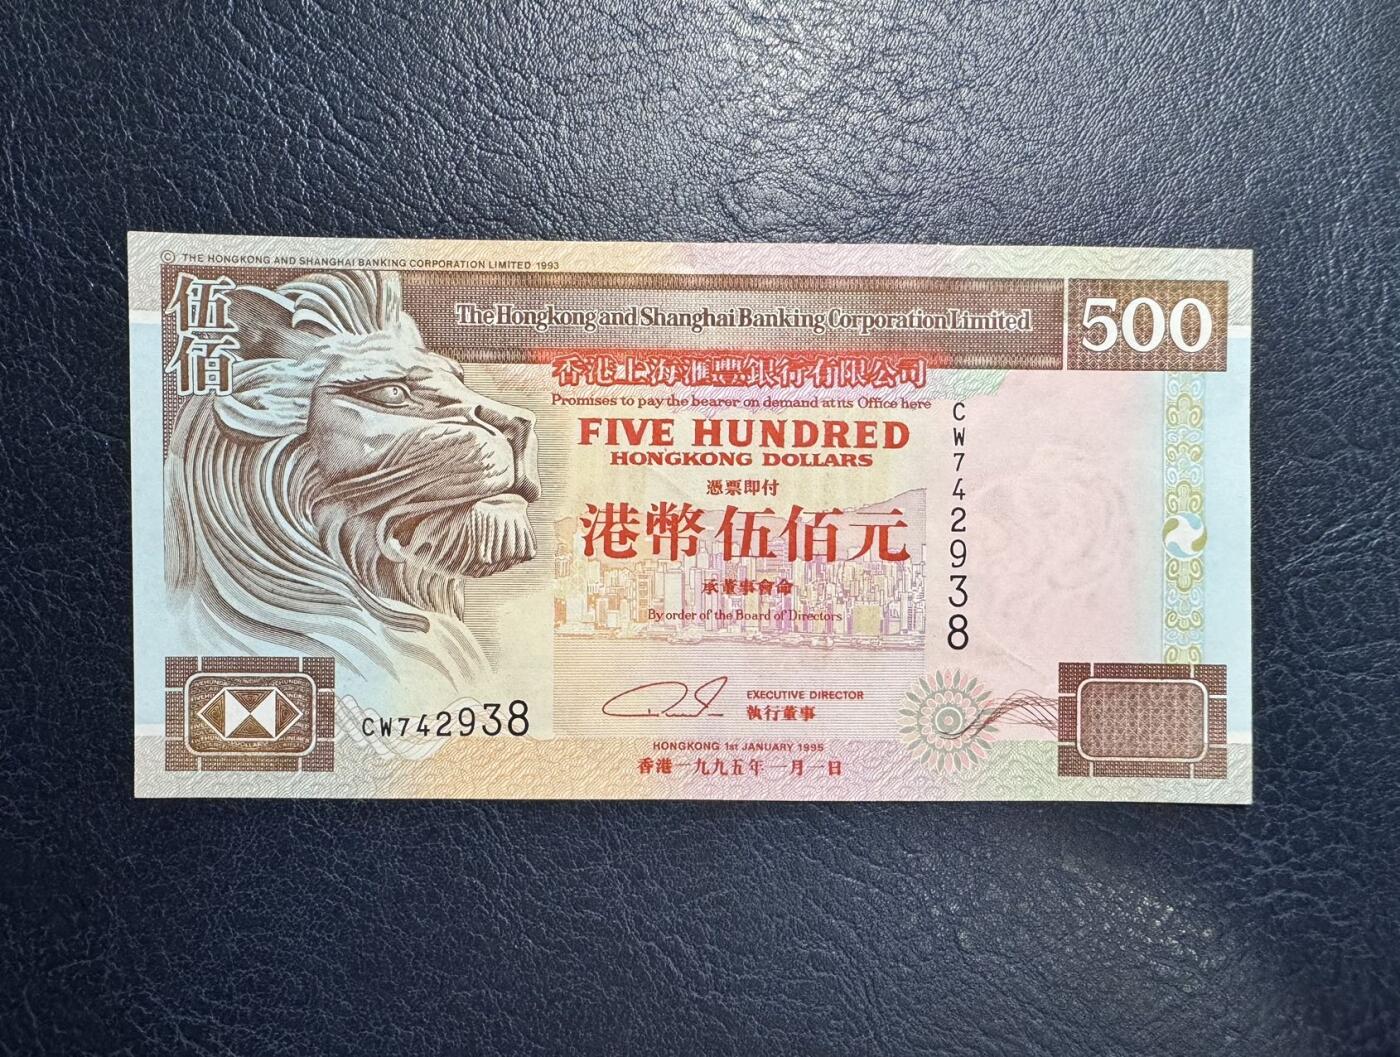 © THE HONGKONG AND SHANGHAI BANKING CORPORATION LIMITED 1993
伍佰
The Hongkong and Shanghai Banking Corporation Limited
500
香港上海滙豐銀行有限公司
Promises to pay the bearer on demand at its Office here
FIVE HUNDRED
HONGKONG DOLLARS
憑票即付
港幣伍佰元
承董事會命
By order of the Board of Directors
CW742938
EXECUTIVE DIRECTOR
執行董事
CW742938
HONGKONG 1st JANUARY 1995
香港一九九五年一月一日